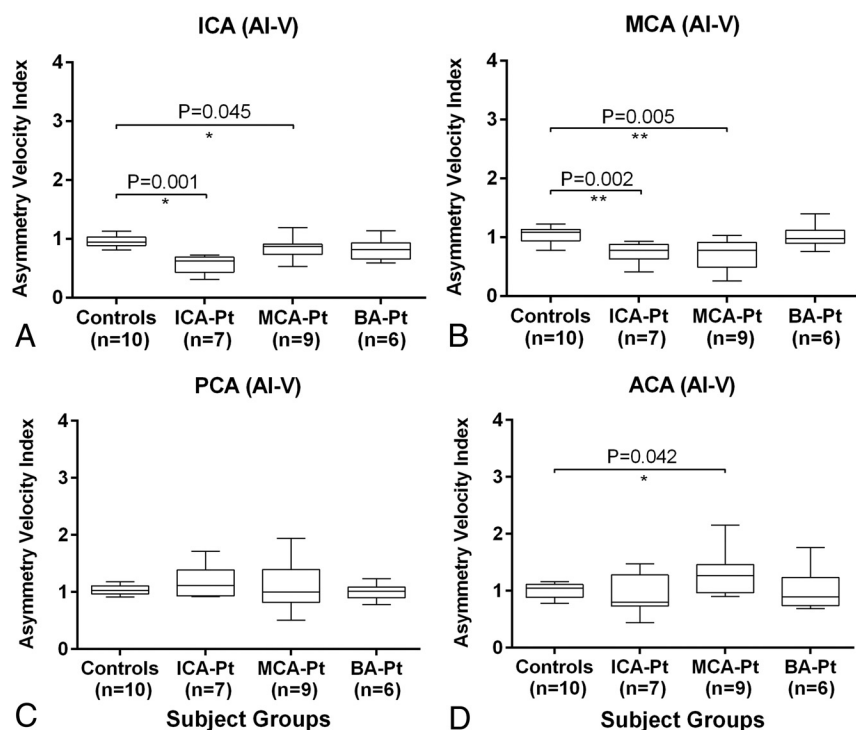 ICA (AI-V)
Asymmetry Velocity Index
4
3
2
1
0
P=0.045
*
P=0.001
*
Controls ICA-Pt MCA-Pt BA-Pt
(n=10) (n=7) (n=9) (n=6)
A
MCA (AI-V)
Asymmetry Velocity Index
4
3
2
1
0
P=0.005
**
P=0.002
**
Controls ICA-Pt MCA-Pt BA-Pt
(n=10) (n=7) (n=9) (n=6)
B
PCA (AI-V)
Asymmetry Velocity Index
4
3
2
1
0
Controls ICA-Pt MCA-Pt BA-Pt
(n=10) (n=7) (n=9) (n=6)
C
Subject Groups
ACA (AI-V)
Asymmetry Velocity Index
4
3
2
1
0
P=0.042
*
Controls ICA-Pt MCA-Pt BA-Pt
(n=10) (n=7) (n=9) (n=6)
D
Subject Groups